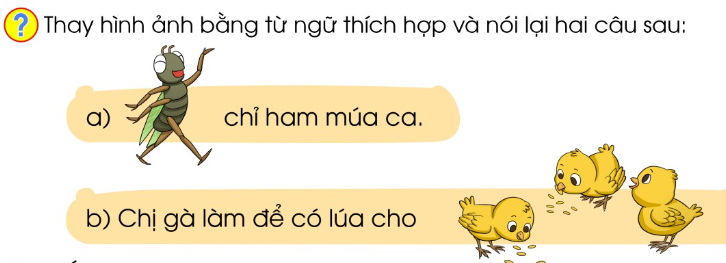 ? Thay hình ảnh bằng từ ngữ thích hợp và nói lại hai câu sau:
a) chỉ ham múa ca.
b) Chị gà làm để có lúa cho